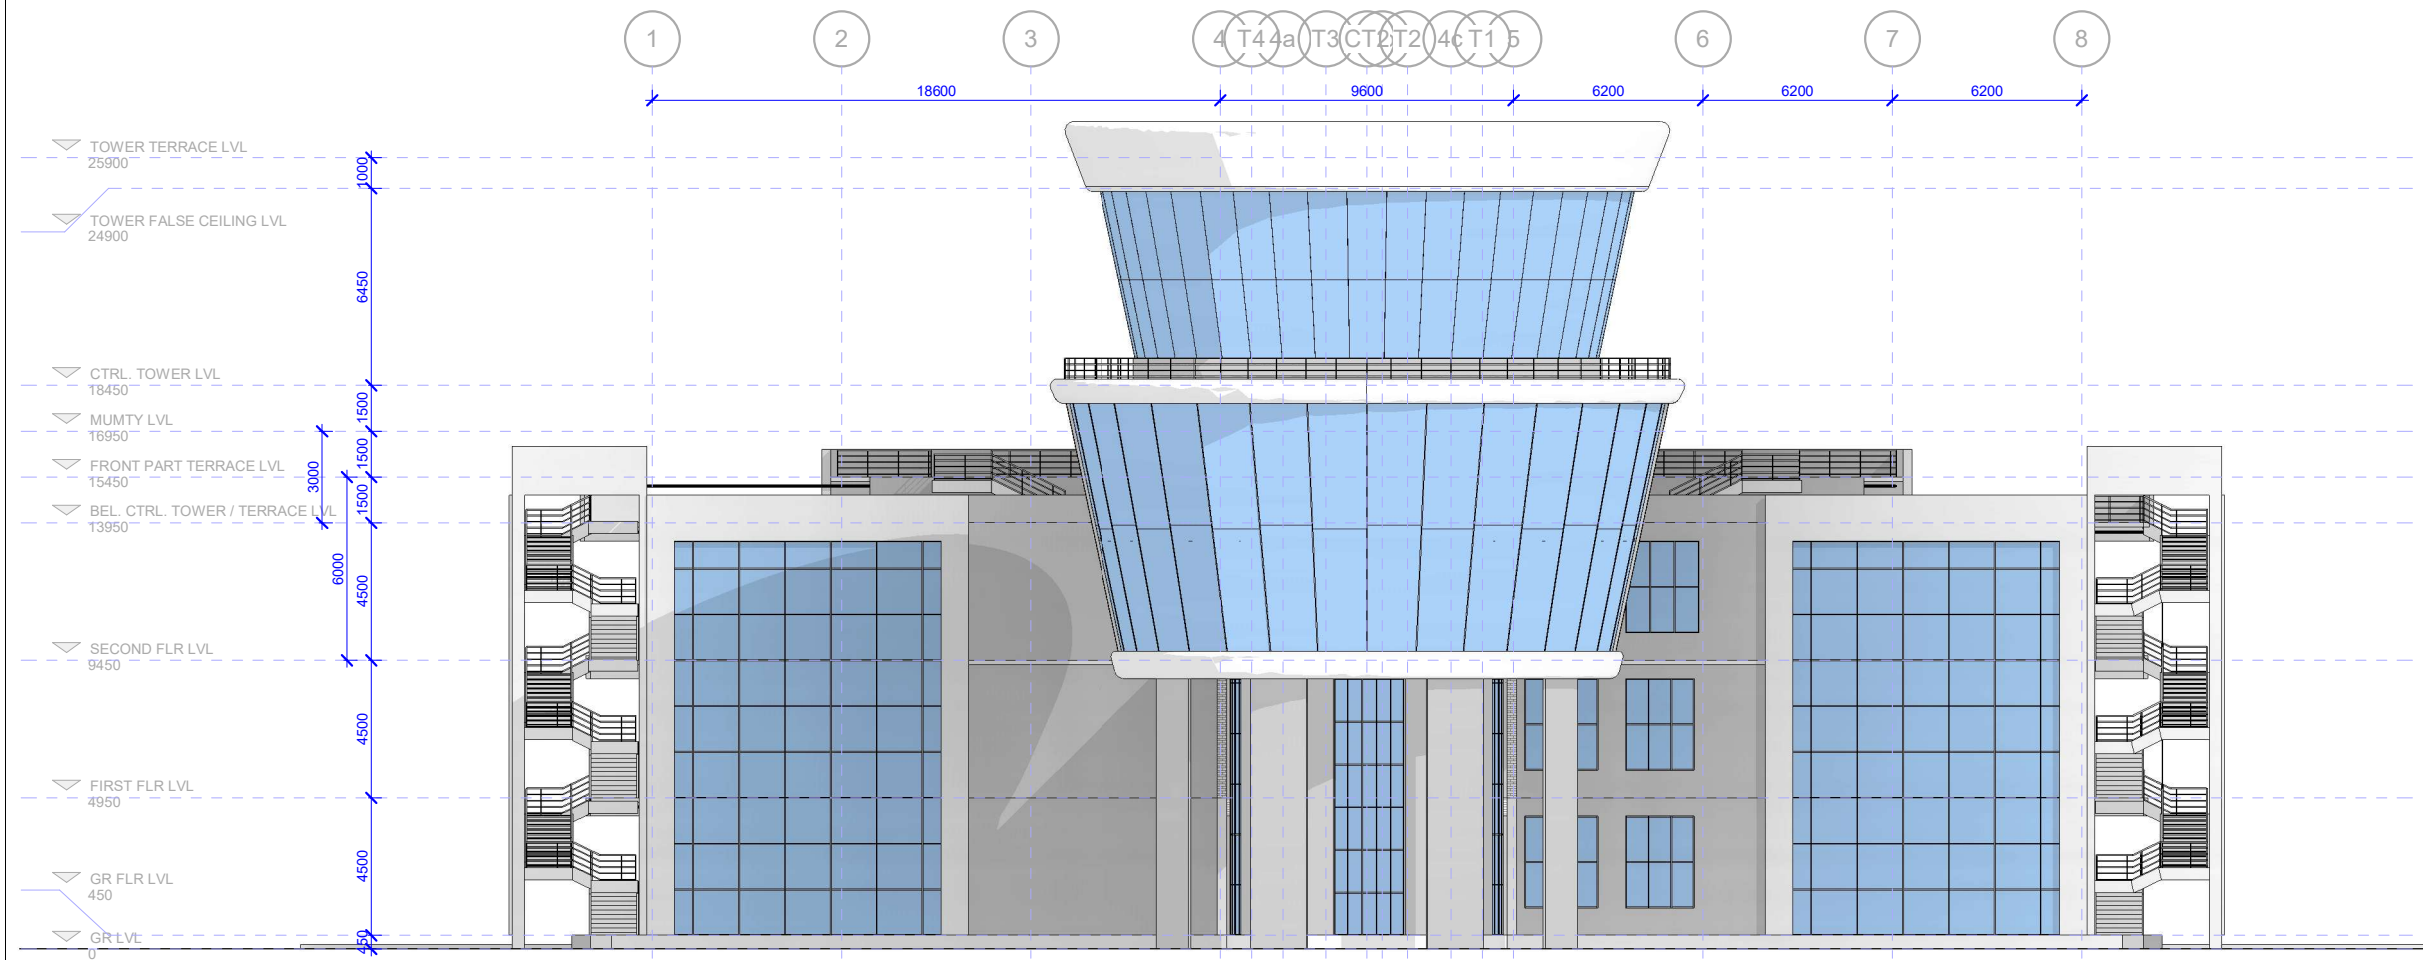 1
2
3
4
T4
4a
T3
CT2
T2
4c
T1
5
6
7
8
18600
9600
6200
6200
6200
TOWER TERRACE LVL
25900
1000
TOWER FALSE CEILING LVL
24900
6450
CTRL. TOWER LVL
18450
1500
MUMTY LVL
16950
1500
3000
FRONT PART TERRACE LVL
15450
1500
BEL. CTRL. TOWER / TERRACE LVL
13950
6000
4500
SECOND FLR LVL
9450
4500
FIRST FLR LVL
4950
4500
GR FLR LVL
450
450
GR LVL
0